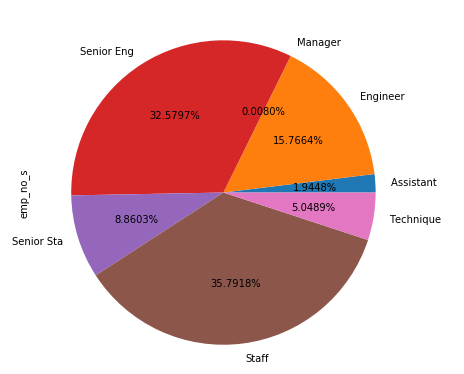 Manager
Senior Eng
Engineer
0.0080%
32.5797%
15.7664%
Assistant
1.9448%
emp_no_s
5.0489%
Technique
8.8603%
Senior Sta
35.7918%
Staff